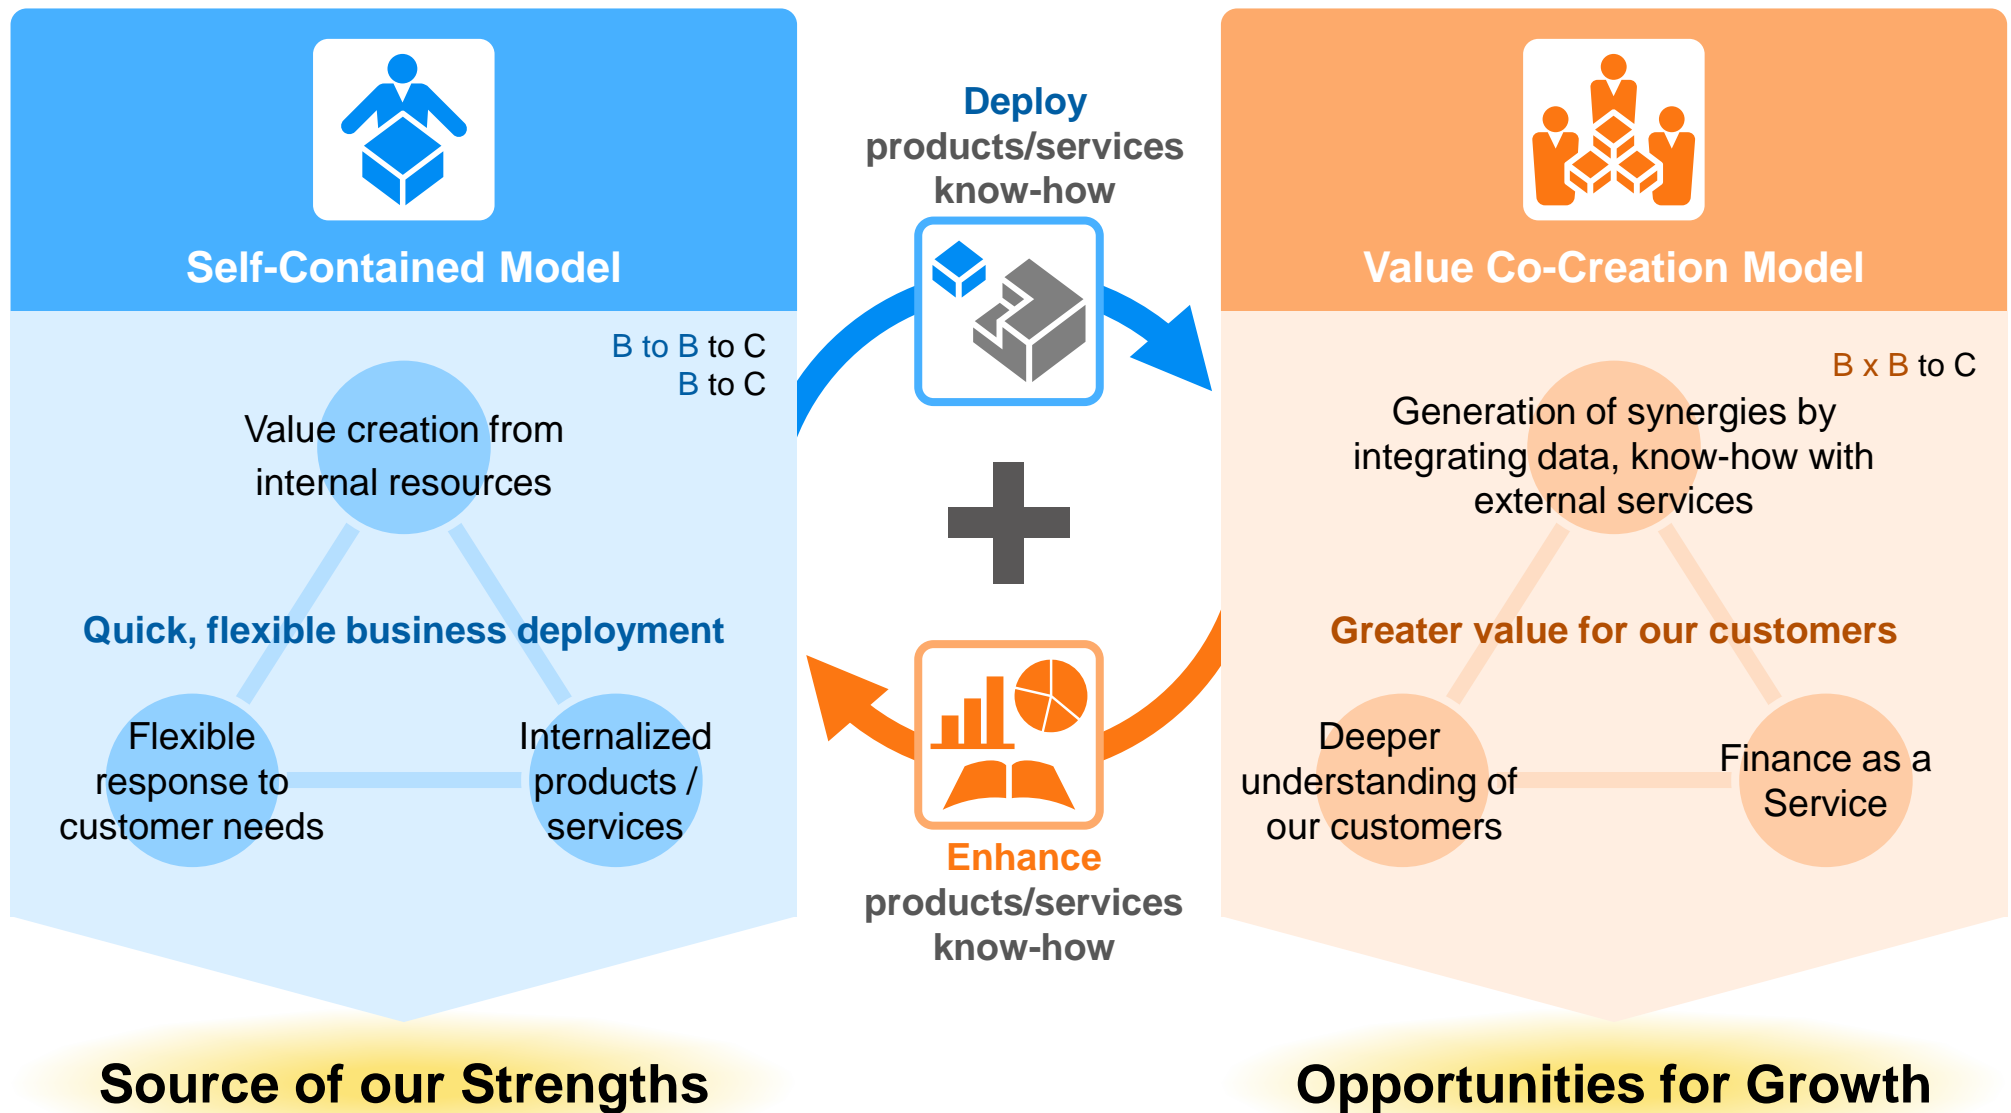 Self-Contained Model
B to B to C
B to C
Value creation from
internal resources
Quick, flexible business deployment
Flexible
response to
customer needs
Internalized
products /
services
Source of our Strengths
Deploy
products/services
know-how
Enhance
products/services
know-how
Value Co-Creation Model
B x B to C
Generation of synergies by
integrating data, know-how with
external services
Greater value for our customers
Deeper
understanding of
our customers
Finance as a
Service
Opportunities for Growth